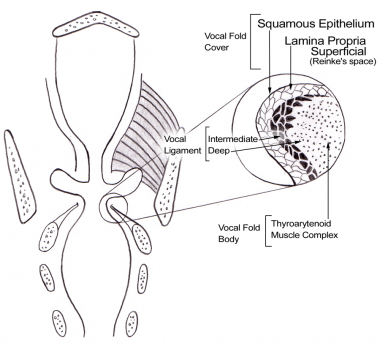 Vocal Fold
Cover
Squamous Epithelium
Lamina Propria
Superficial
(Reinke's space)
Vocal
Ligament
Intermediate
Deep
Vocal Fold
Body
Thyroarytenoid
Muscle Complex